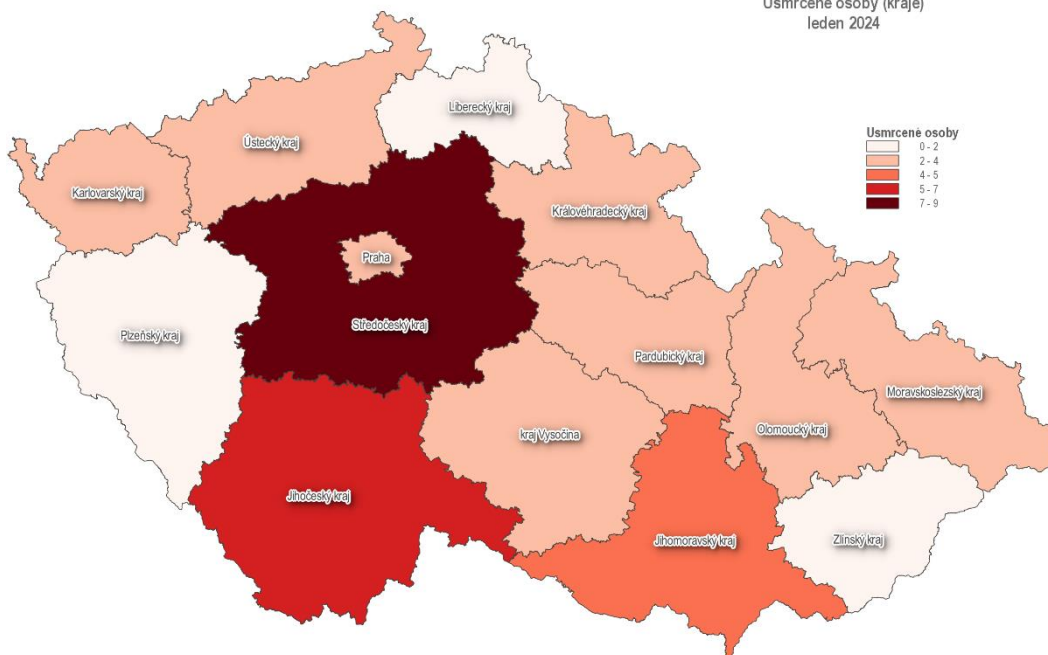 Usmrcené osoby (kraje)
leden 2024
Liberecký kraj
Ústecký kraj
Usmrcené osoby
0 - 2
2 - 4
4 - 5
5 - 7
7 - 9
Karlovarský kraj
Královéhradecký kraj
Praha
Středočeský kraj
Plzeňský kraj
Pardubický kraj
Moravskoslezský kraj
Olomoucký kraj
kraj Vysočina
Jihočeský kraj
Jihomoravský kraj
Zlínský kraj